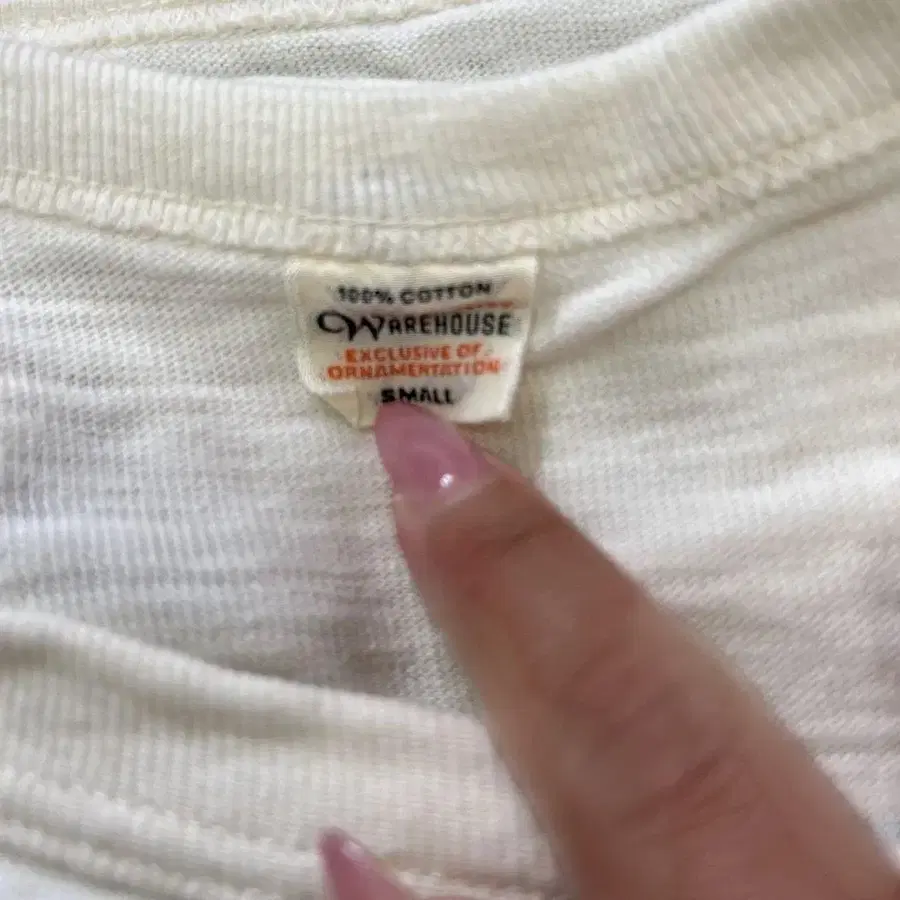 100% COTTON
WAREHOUSE
EXCLUSIVE OF
ORNAMENTATION
SMALL